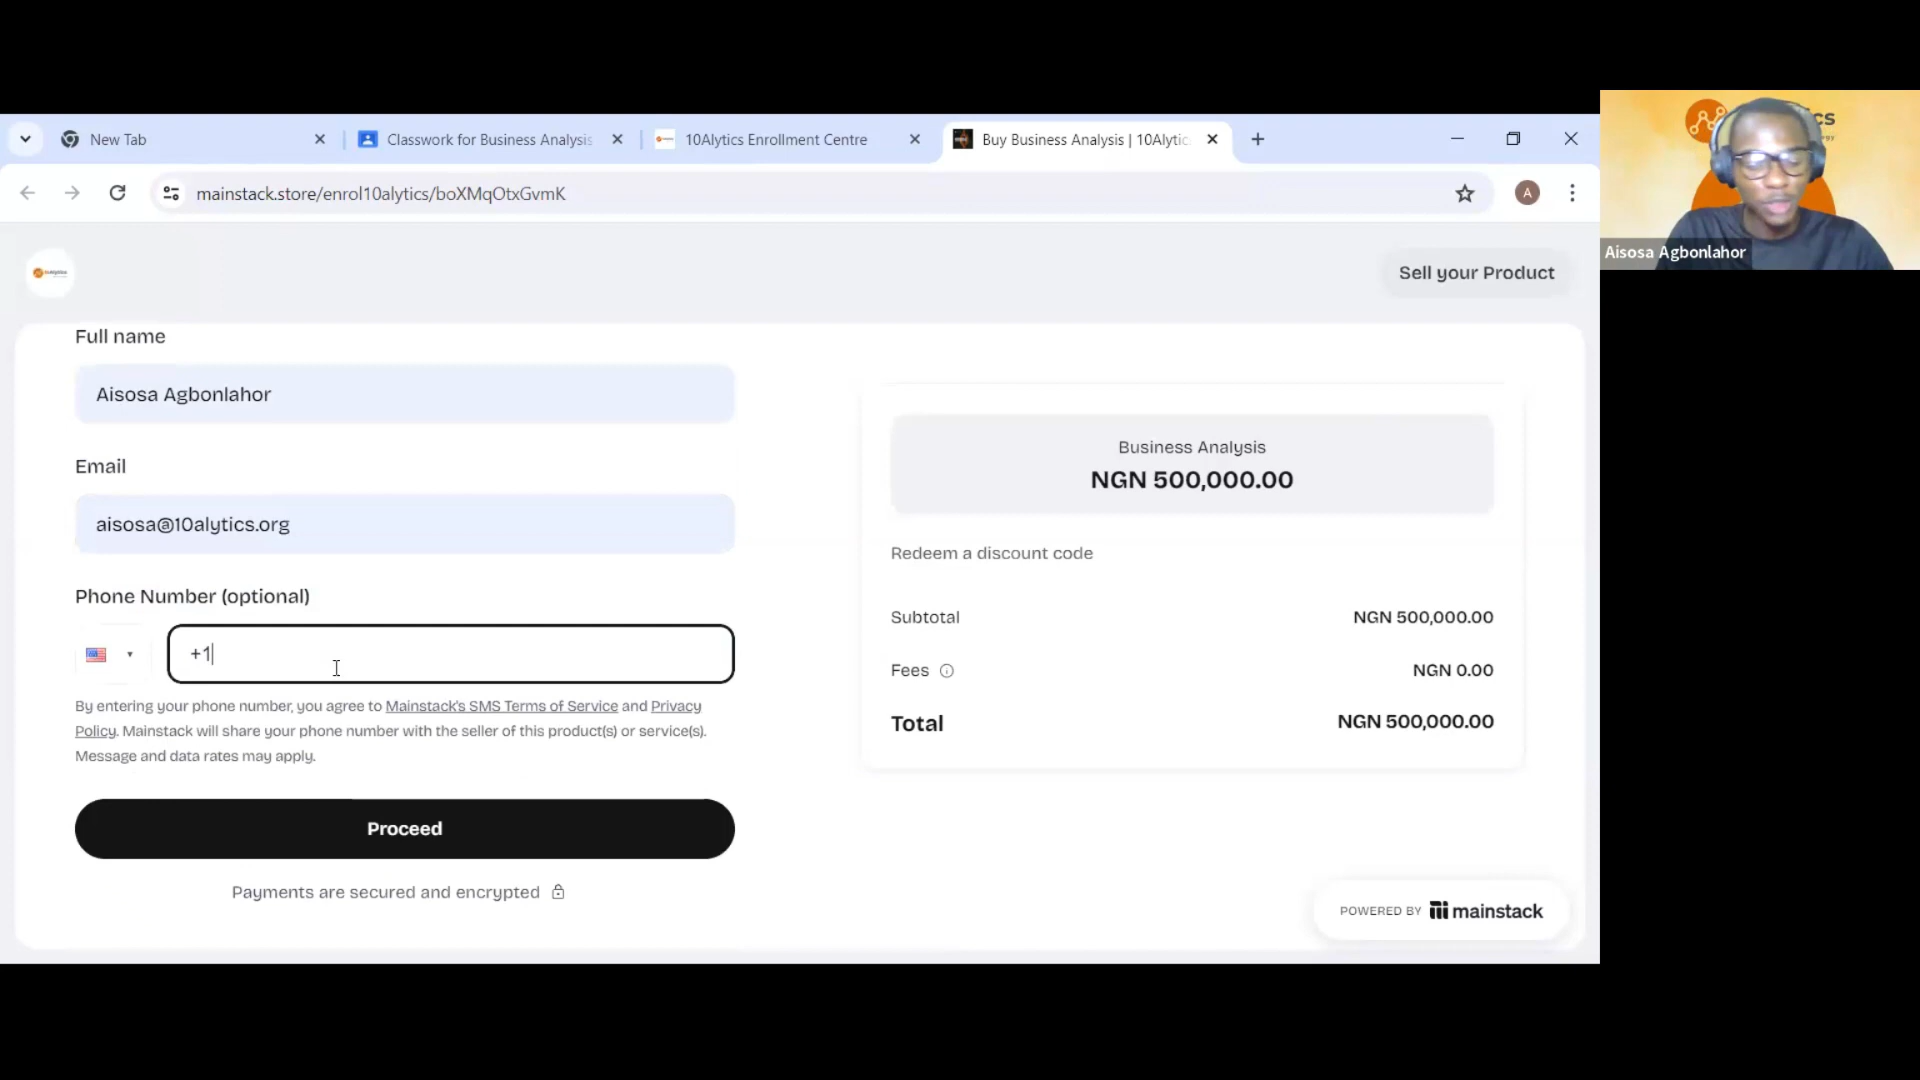 New Tab
Classwork for Business Analysis
10Alytics Enrollment Centre
Buy Business Analysis | 10Alytic
mainstack.store/enrol10alytics/boXMqOtxGvmK
A
Sell your Product
Full name
Aisosa Agbonlahor
Email
aisosa@10alytics.org
Phone Number (optional)
+1
By entering your phone number, you agree to Mainstack's SMS Terms of Service and Privacy
Policy. Mainstack will share your phone number with the seller of this product(s) or service(s).
Message and data rates may apply.
Proceed
Payments are secured and encrypted
Business Analysis
NGN 500,000.00
Redeem a discount code
Subtotal NGN 500,000.00
Fees NGN 0.00
Total NGN 500,000.00
POWERED BY mainstack
Aisosa Agbonlahor